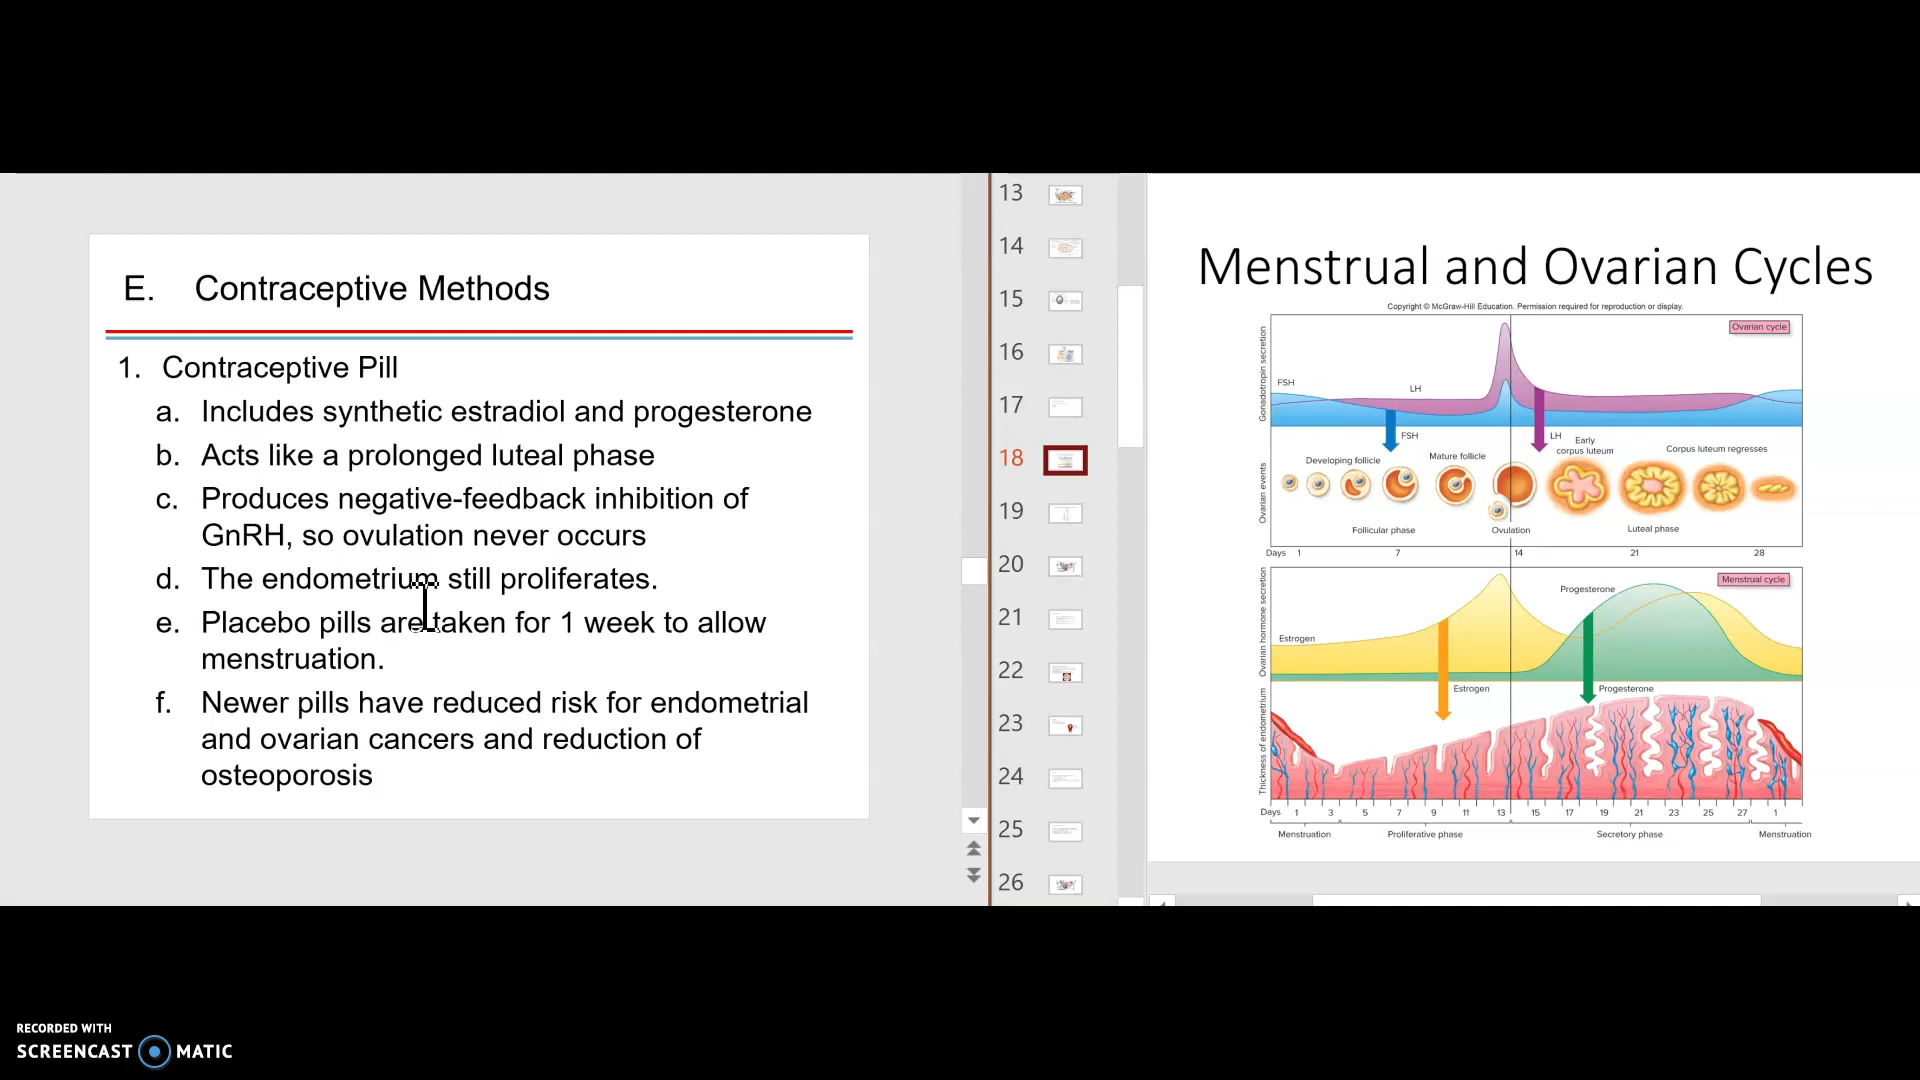 E. Contraceptive Methods
1. Contraceptive Pill
a. Includes synthetic estradiol and progesterone
b. Acts like a prolonged luteal phase
c. Produces negative-feedback inhibition of
GnRH, so ovulation never occurs
d. The endometrium still proliferates.
e. Placebo pills are taken for 1 week to allow
menstruation.
f. Newer pills have reduced risk for endometrial
and ovarian cancers and reduction of
osteoporosis
13
14
15
16
17
18
19
20
21
22
23
24
25
26
Menstrual and Ovarian Cycles
Copyright © McGraw-Hill Education. Permission required for reproduction or display.
Ovarian cycle
Gonadotropin secretion
FSH
LH
FSH
LH
Ovarian events
Developing follicle
Mature follicle
Early
corpus luteum
Corpus luteum regresses
Follicular phase
Ovulation
Luteal phase
Days 1 7 14 21 28
Menstrual cycle
Ovarian hormone secretion
Progesterone
Estrogen
Estrogen
Progesterone
Thickness of endometrium
Days 1 3 5 7 9 11 13 15 17 19 21 23 25 27 1
Menstruation Proliferative phase Secretory phase Menstruation
RECORDED WITH
SCREENCAST MATIC